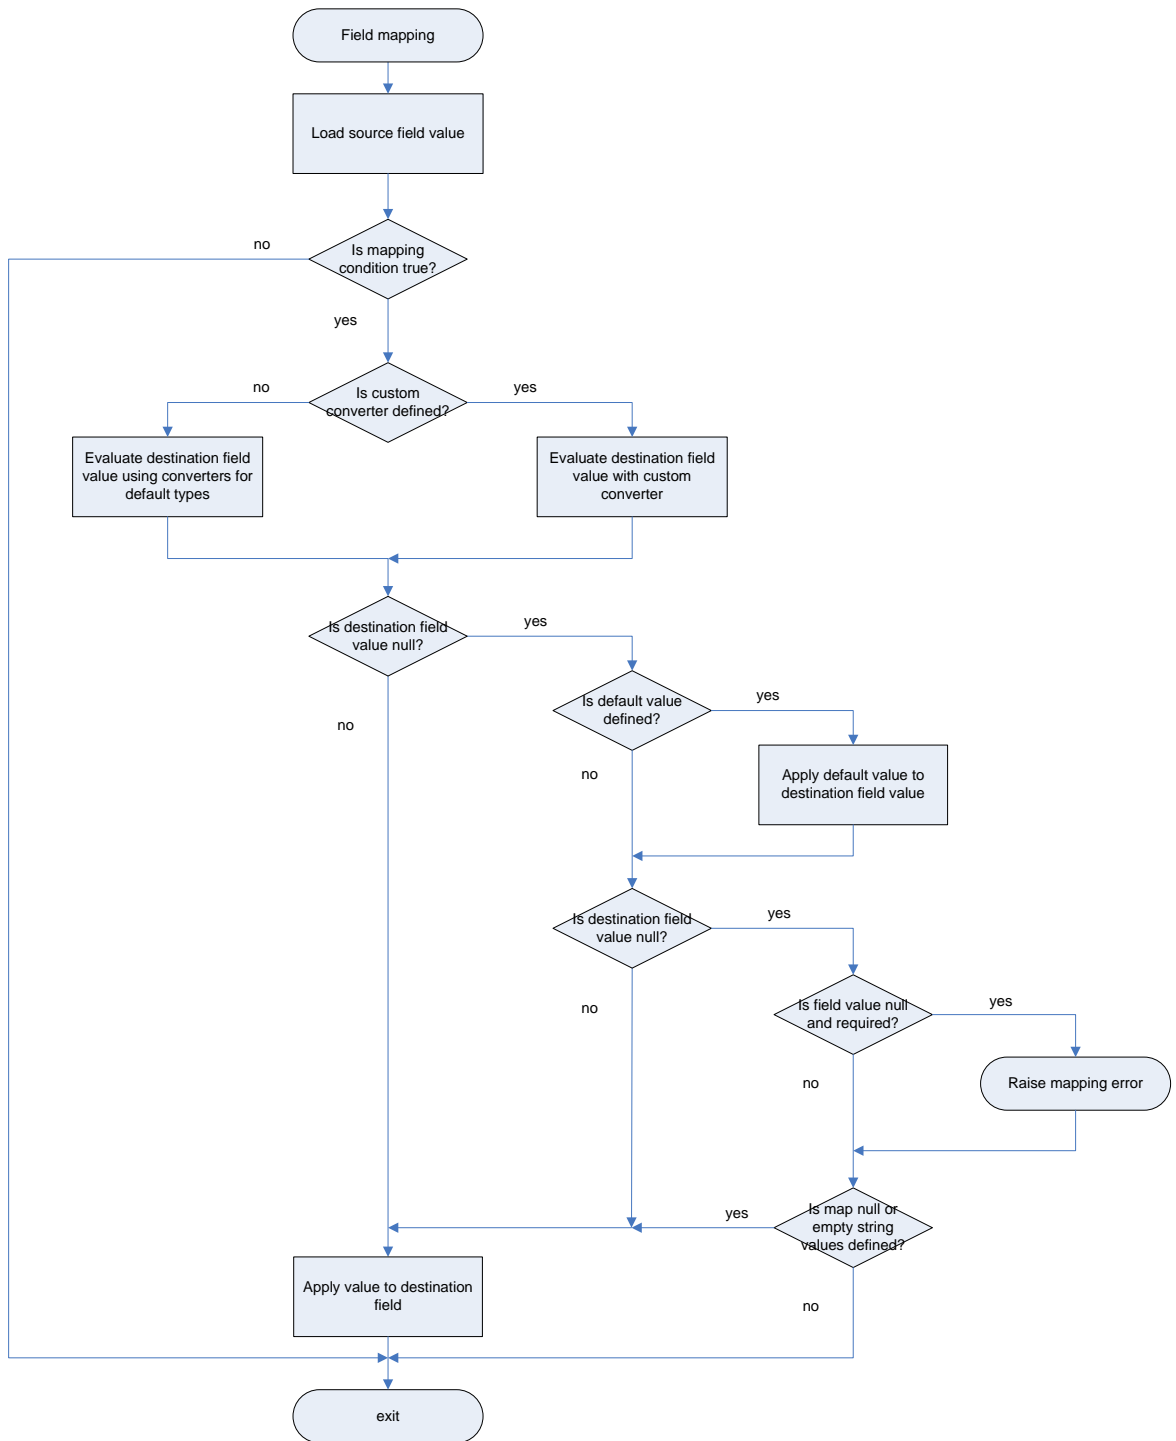 Field mapping
Load source field value
no
Is mapping
condition true?
yes
no
Is custom
converter defined?
yes
Evaluate destination field
value using converters for
default types
Evaluate destination field
value with custom
converter
Is destination field
value null?
yes
no
Is default value
defined?
yes
no
Apply default value to
destination field value
Is destination field
value null?
yes
no
Is field value null
and required?
yes
no
Raise mapping error
yes
Is map null or
empty string
values defined?
no
Apply value to destination
field
exit